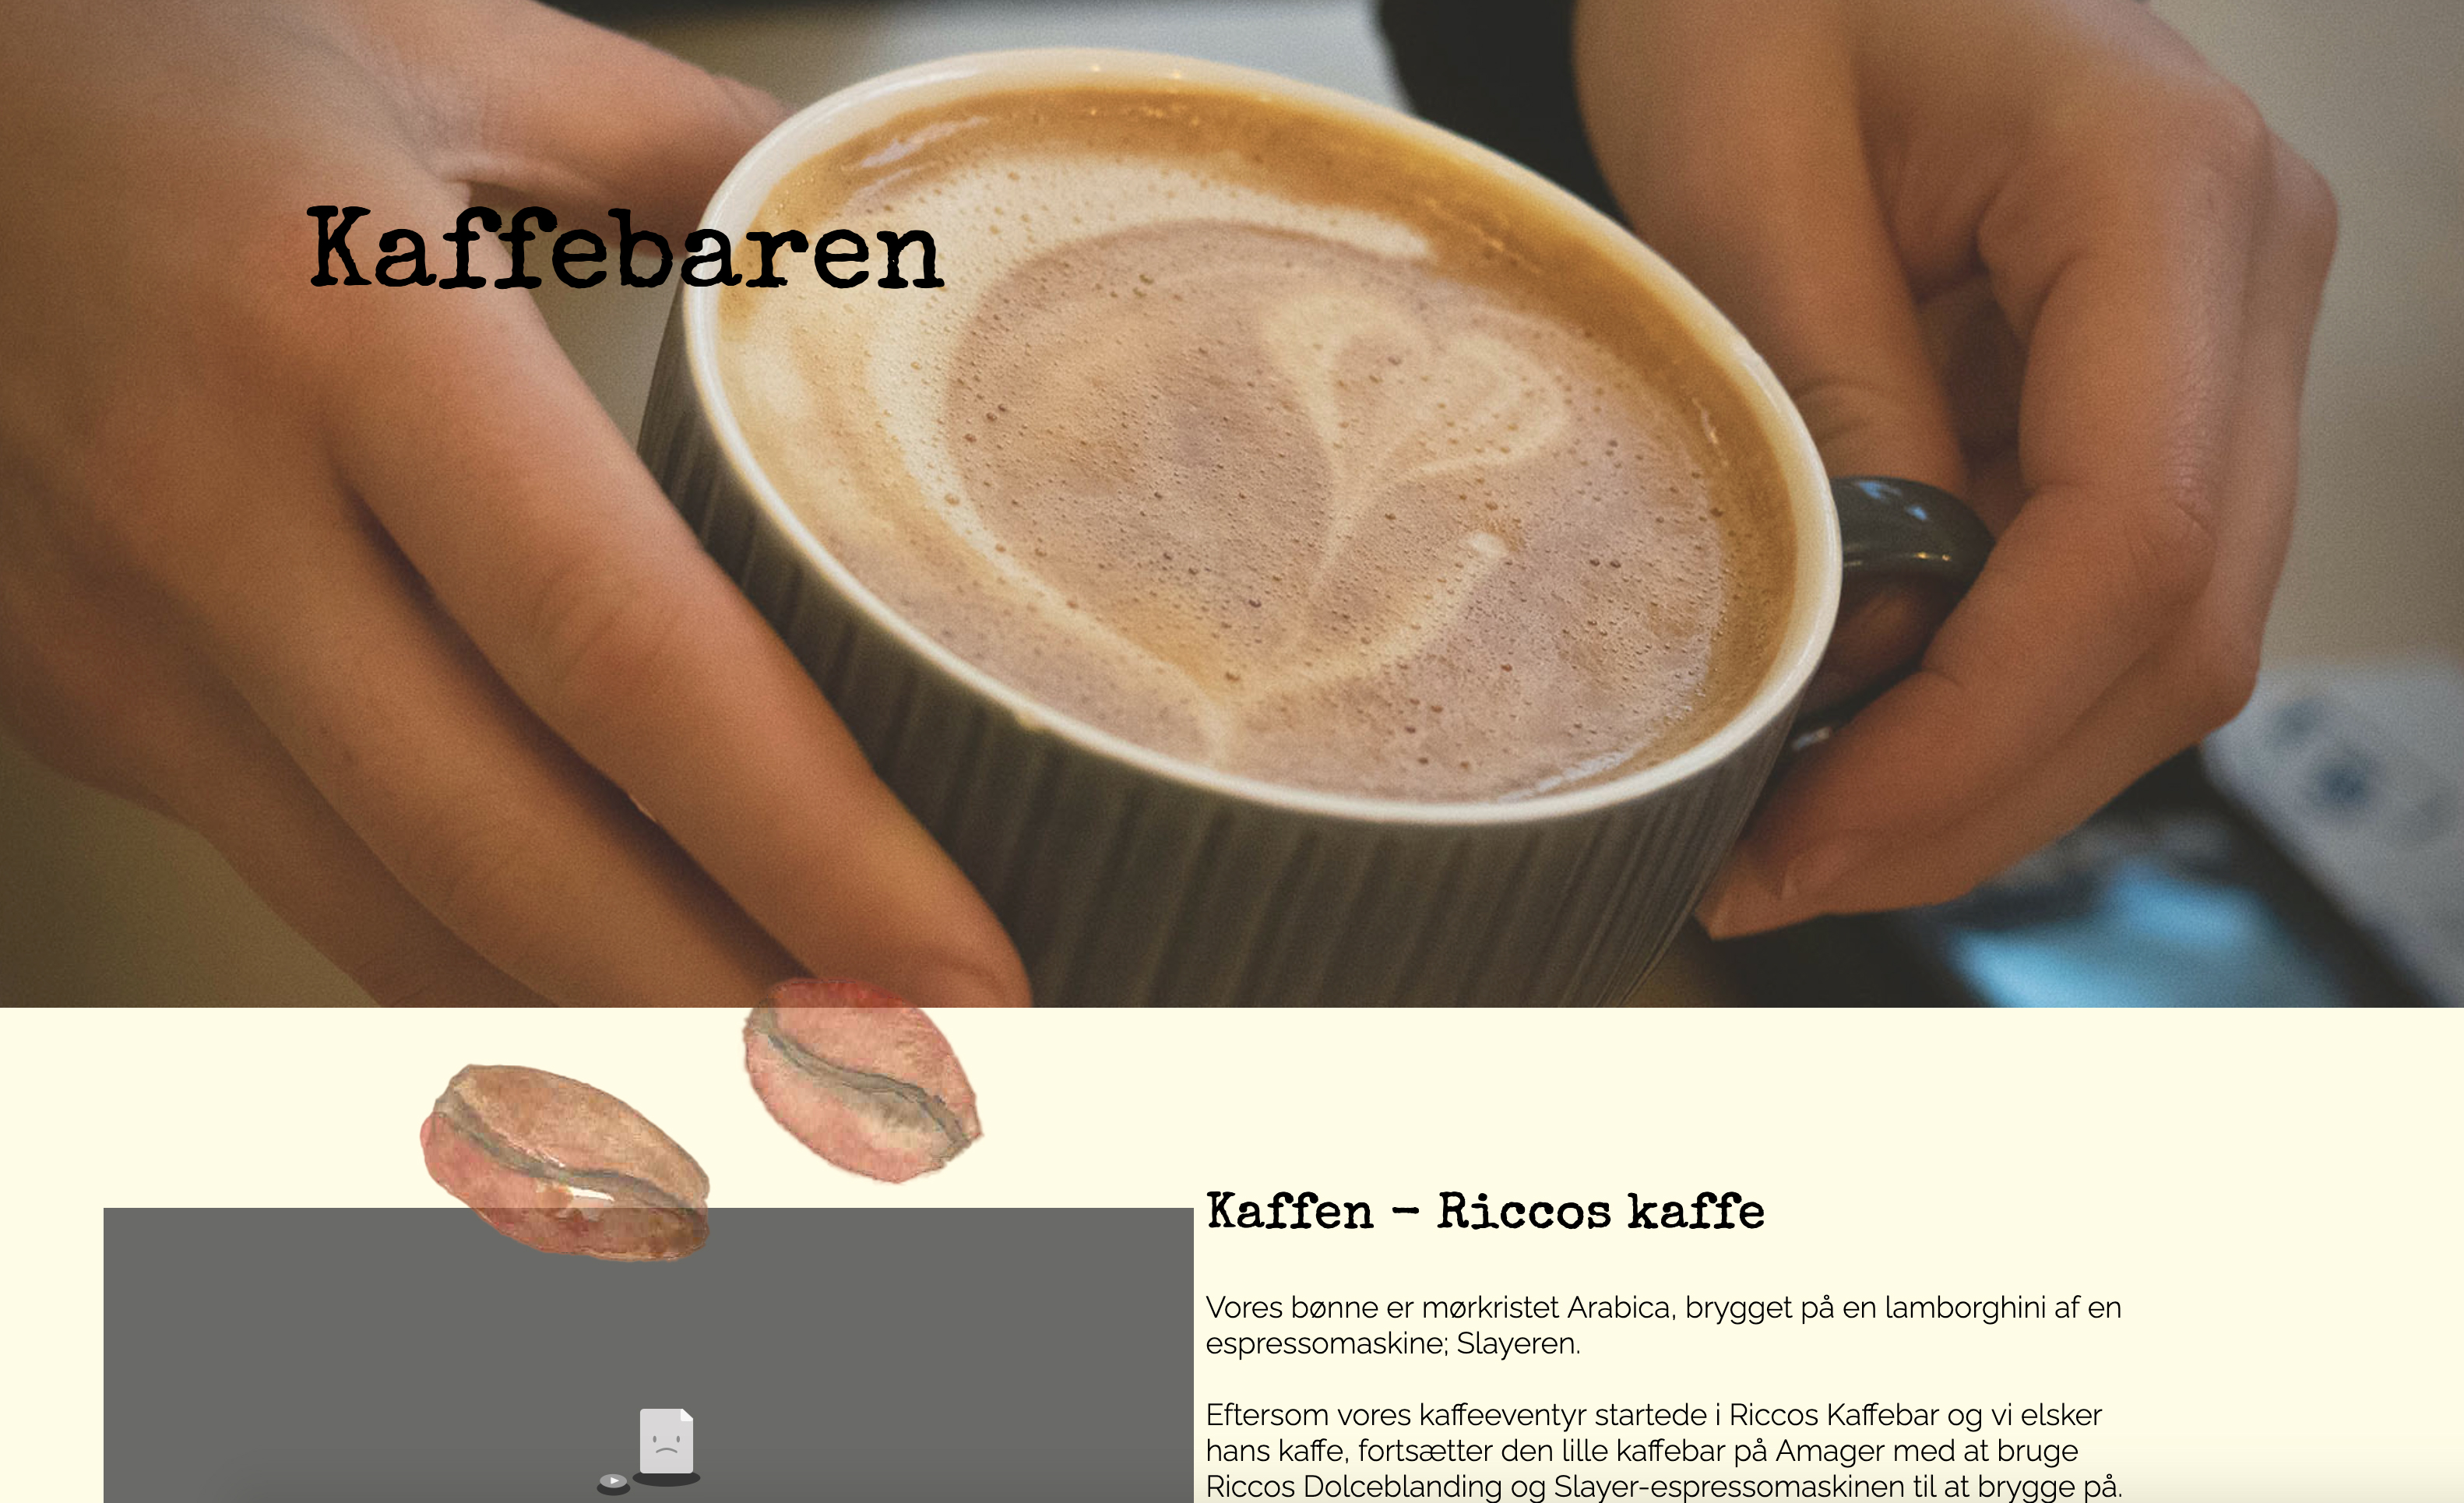 Kaffebaren
Kaffen - Riccos kaffe
Vores bønne er mørkristet Arabica, brygget på en lamborghini af en
espressomaskine; Slayeren.
Eftersom vores kaffeeventyr startede i Riccos Kaffebar og vi elsker
hans kaffe, fortsætter den lille kaffebar på Amager med at bruge
Riccos Dolceblanding og Slayer-espressomaskinen til at brygge på.